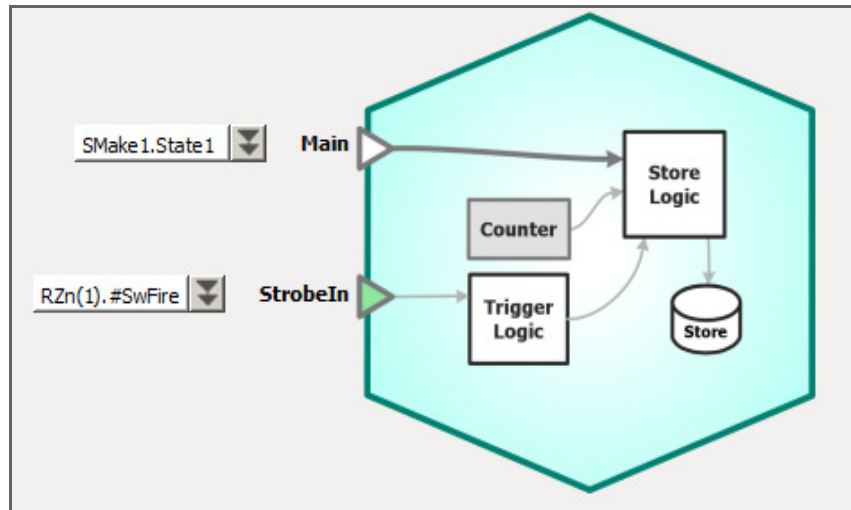 SMake1.State1
Main
Store
Logic
Counter
RZn(1).#SwFire
StrobeIn
Trigger
Logic
Store